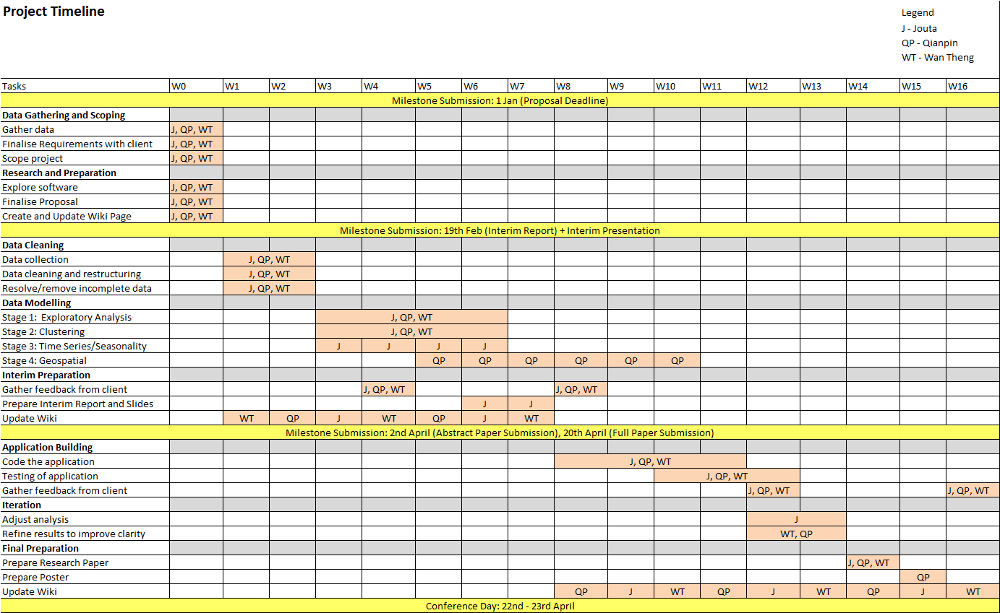 Project Timeline
Legend
J - Jouta
QP - Qianpin
WT - Wan Theng
Tasks W0 W1 W2 W3 W4 W5 W6 W7 W8 W9 W10 W11 W12 W13 W14 W15 W16
Milestone Submission: 1 Jan (Proposal Deadline)
Data Gathering and Scoping
Gather data J, QP, WT
Finalise Requirements with client J, QP, WT
Scope project J, QP, WT
Research and Preparation
Explore software J, QP, WT
Finalise Proposal J, QP, WT
Create and Update Wiki Page J, QP, WT
Milestone Submission: 19th Feb (Interim Report) + Interim Presentation
Data Cleaning
Data collection J, QP, WT
Data cleaning and restructuring J, QP, WT
Resolve/remove incomplete data J, QP, WT
Data Modelling
Stage 1: Exploratory Analysis J, QP, WT
Stage 2: Clustering J, QP, WT
Stage 3: Time Series/Seasonality J J J J
Stage 4: Geospatial QP QP QP QP QP QP
Interim Preparation
Gather feedback from client J, QP, WT J, QP, WT
Prepare Interim Report and Slides J J
Update Wiki WT QP J WT QP J WT
Milestone Submission: 2nd April (Abstract Paper Submission), 20th April (Full Paper Submission)
Application Building
Code the application J, QP, WT
Testing of application J, QP, WT
Gather feedback from client J, QP, WT J, QP, WT
Iteration
Adjust analysis J
Refine results to improve clarity WT, QP
Final Preparation
Prepare Research Paper J, QP, WT
Prepare Poster QP
Update Wiki QP J WT QP J WT QP J WT
Conference Day: 22nd - 23rd April